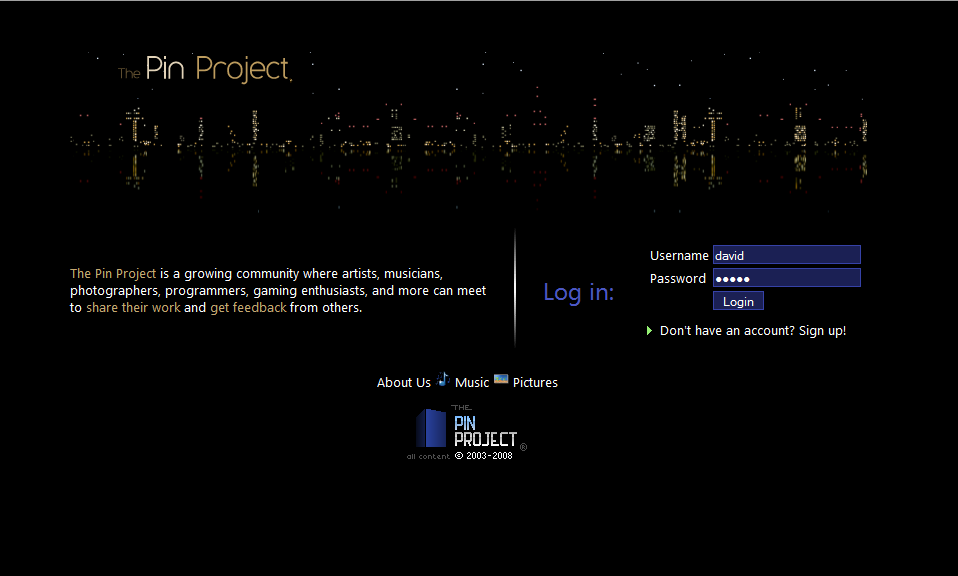 The Pin Project
The Pin Project is a growing community where artists, musicians,
photographers, programmers, gaming enthusiasts, and more can meet
to share their work and get feedback from others.
Log in:
Username david
Password •••••
Login
Don't have an account? Sign up!
About Us Music Pictures
THE
PIN
PROJECT ®
all content © 2003-2008